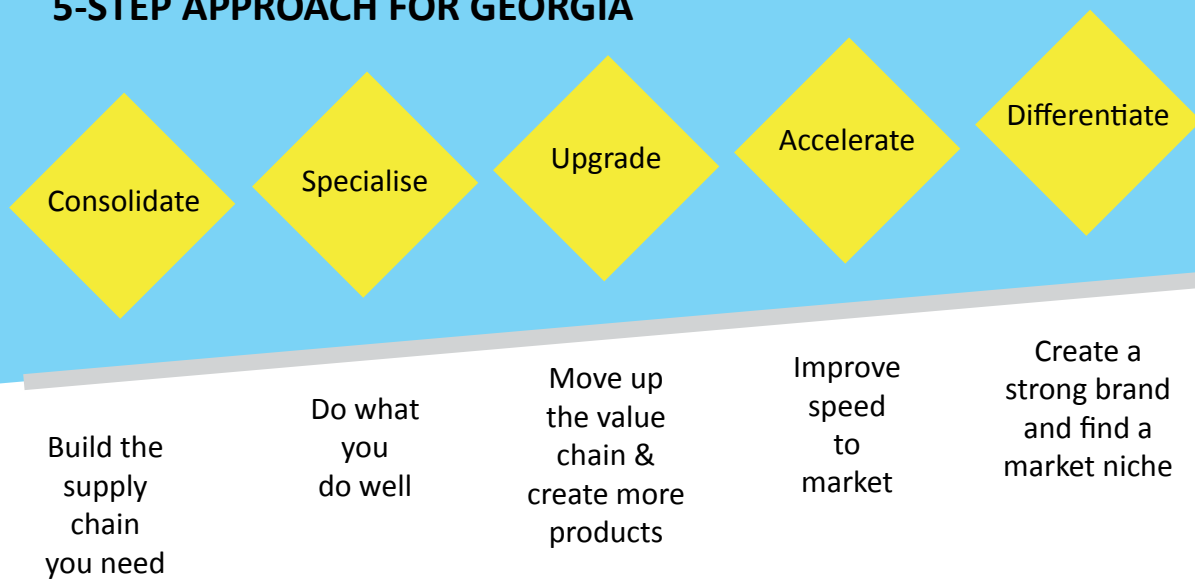 5-STEP APPROACH FOR GEORGIA
Consolidate
Specialise
Upgrade
Accelerate
Differentiate
Build the
supply
chain
you need
Do what
you
do well
Move up
the value
chain &
create more
products
Improve
speed
to
market
Create a
strong brand
and find a
market niche